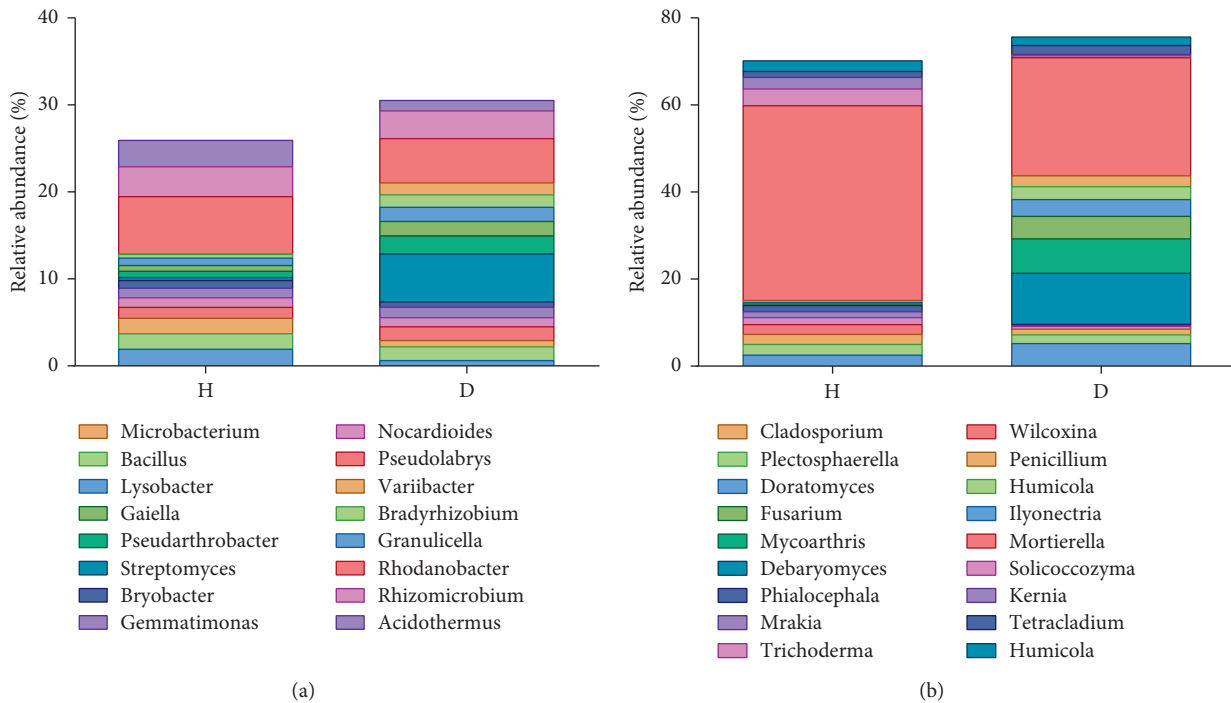 40
30
20
10
0
Relative abundance (%)
H
D
Microbacterium
Bacillus
Lysobacter
Gaiella
Pseudarthrobacter
Streptomyces
Bryobacter
Gemmatimonas
Nocardioides
Pseudolabrys
Variibacter
Bradyrhizobium
Granulicella
Rhodanobacter
Rhizomicrobium
Acidothermus
(a)
80
60
40
20
0
Relative abundance (%)
H
D
Cladosporium
Plectosphaerella
Doratomyces
Fusarium
Mycoarthris
Debaryomyces
Phialocephala
Mrakia
Trichoderma
Wilcoxina
Penicillium
Humicola
Ilyonectria
Mortierella
Solicoccozyma
Kernia
Tetracladium
Humicola
(b)